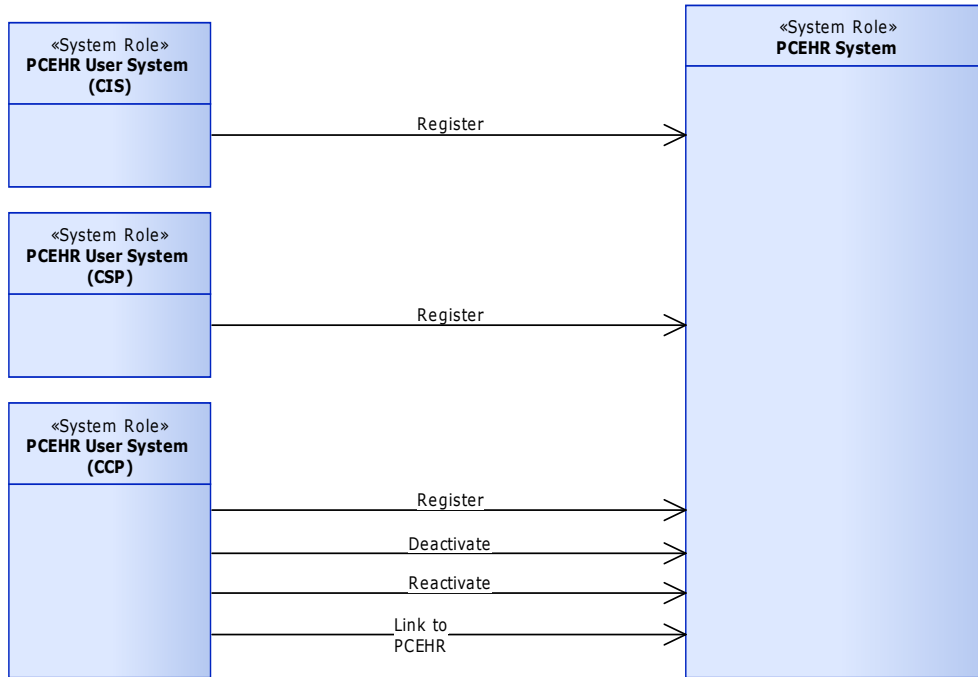 «System Role»
PCEHR User System
(CIS)
«System Role»
PCEHR System
Register
«System Role»
PCEHR User System
(CSP)
Register
«System Role»
PCEHR User System
(CCP)
Register
Deactivate
Reactivate
Link to
PCEHR